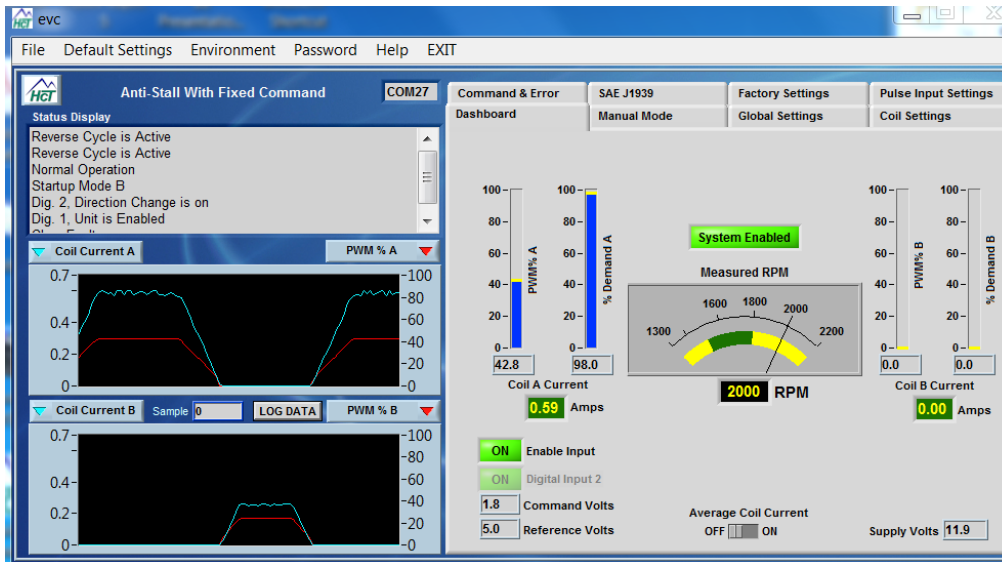 evc
File Default Settings Environment Password Help EXIT
HCT Anti-Stall With Fixed Command COM27
Status Display
Reverse Cycle is Active
Reverse Cycle is Active
Normal Operation
Startup Mode B
Dig. 2, Direction Change is on
Dig. 1, Unit is Enabled
Coil Current A PWM % A
0.7 100
80
0.4 60
40
0.2 20
0 0
Coil Current B Sample 0 LOG DATA PWM % B
0.7 100
80
0.4 60
0.2 40
20
0 0
Command & Error SAE J1939 Factory Settings Pulse Input Settings
Dashboard Manual Mode Global Settings Coil Settings
100 80 60 40 20 0
PWM% A
42.8
100 80 60 40 20 0
% Demand A
98.0
Coil A Current
0.59 Amps
System Enabled
Measured RPM
1300 1600 1800 2000 2200
2000 RPM
100 80 60 40 20 0
PWM% B
0.0
100 80 60 40 20 0
% Demand B
0.0
Coil B Current
0.00 Amps
ON Enable Input
ON Digital Input 2
1.8 Command Volts
5.0 Reference Volts
Average Coil Current
OFF ON
Supply Volts 11.9